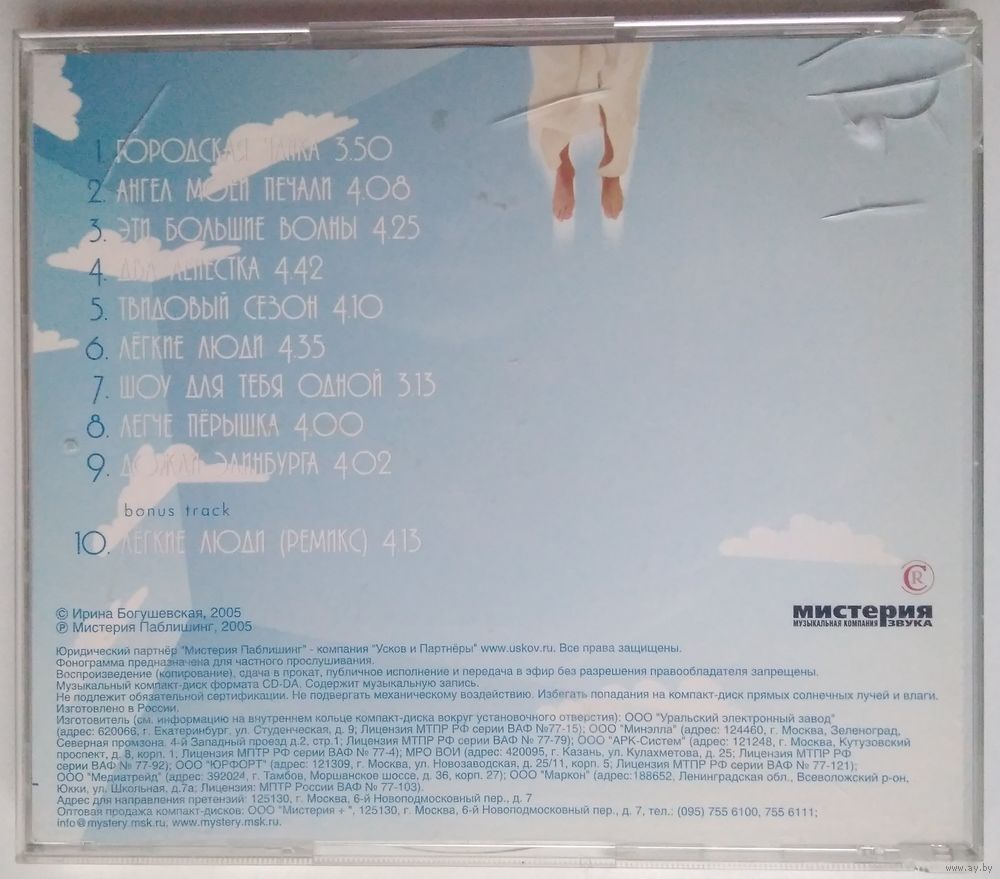 1. ГОРОДСКАЯ ЧАЙКА 3.50
2. АНГЕЛ МОЕЙ ПЕЧАЛИ 4.08
3. ЭТИ БОЛЬШИЕ ВОЛНЫ 4.25
4. ДВА ЛЕПЕСТКА 4.42
5. ТВИДОВЫЙ СЕЗОН 4.10
6. ЛЁГКИЕ ЛЮДИ 4.35
7. ШОУ ДЛЯ ТЕБЯ ОДНОЙ 3.13
8. ЛЕГЧЕ ПЁРЫШКА 4.00
9. ДОЖДИ ЭДИНБУРГА 4.02
bonus track
10. ЛЁГКИЕ ЛЮДИ (РЕМИКС) 4.13
CR
мистерия
МУЗЫКАЛЬНАЯ КОМПАНИЯ ЗВУКА
© Ирина Богушевская, 2005
℗ Мистерия Паблишинг, 2005
Юридический партнёр "Мистерия Паблишинг" - компания "Усков и Партнёры" www.uskov.ru. Все права защищены.
Фонограмма предназначена для частного прослушивания.
Воспроизведение (копирование), сдача в прокат, публичное исполнение и передача в эфир без разрешения правообладателя запрещены.
Музыкальный компакт-диск формата CD-DA. Содержит музыкальную запись.
Не подлежит обязательной сертификации. Не подвергать механическому воздействию. Избегать попадания на компакт-диск прямых солнечных лучей и влаги.
Изготовлено в России.
Изготовитель (см. информацию на внутреннем кольце компакт-диска вокруг установочного отверстия): ООО "Уральский электронный завод"
(адрес: 620066, г. Екатеринбург, ул. Студенческая, д. 9; Лицензия МТПР РФ серии ВАФ №77-15); ООО "Минэлла" (адрес: 124460, г. Москва, Зеленоград,
Северная промзона, 4-й Западный проезд д.2, стр.1; Лицензия МТПР РФ серии ВАФ № 77-79); ООО "АРК-Систем" (адрес: 121248, г. Москва, Кутузовский
проспект, д. 8, корп. 1; Лицензия МТПР РФ серии ВАФ № 77-4); МРО ВОИ (адрес: 420095, г. Казань, ул. Кулахметова, д. 25; Лицензия МТПР РФ
серии ВАФ № 77-92); ООО "ЮРФОРТ" (адрес: 121309, г. Москва, ул. Новозаводская, д. 25/11, корп. 5; Лицензия МТПР РФ серии ВАФ № 77-121);
ООО "Медиатрейд" (адрес: 392024, г. Тамбов, Моршанское шоссе, д. 36, корп. 27); ООО "Маркон" (адрес:188652, Ленинградская обл., Всеволожский р-он,
Юкки, ул. Школьная, д.7а; Лицензия: МПТР России ВАФ № 77-103).
Адрес для направления претензий: 125130, г. Москва, 6-й Новоподмосковный пер., д. 7
Оптовая продажа компакт-дисков: ООО "Мистерия + ", 125130, г. Москва, 6-й Новоподмосковный пер., д. 7, тел.: (095) 755 6100, 755 6111;
info@mystery.msk.ru, www.mystery.msk.ru.
www.ay.by